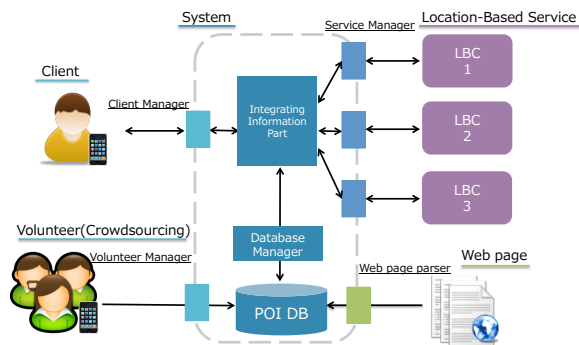 System
Service Manager
Location-Based Service
Client
Client Manager
Integrating
Information
Part
LBC
1
LBC
2
LBC
3
Volunteer(Crowdsourcing)
Volunteer Manager
Database
Manager
Web page
Web page parser
POI DB